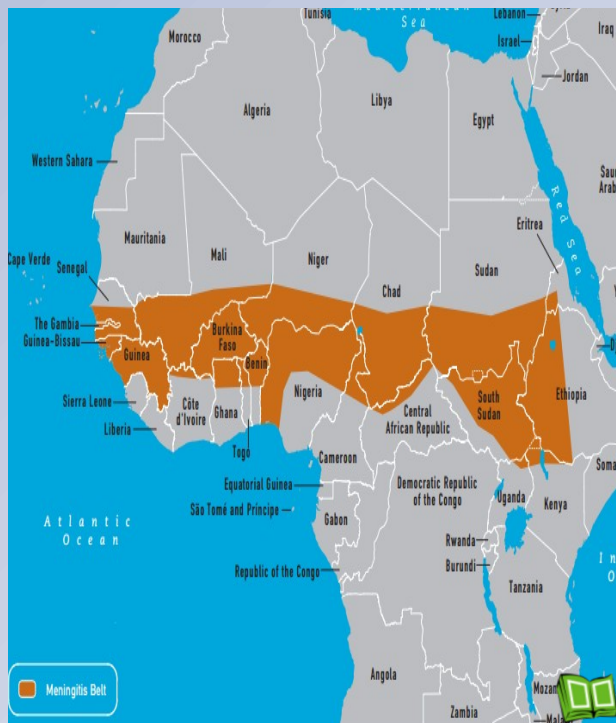 Mediterranean
Sea
Lebanon
Tunisia
Iraq
Israel
Morocco
Jordan
Algeria
Libya
Egypt
Western Sahara
Red Sea
Eritrea
Mauritania
Mali
Niger
Sudan
Cape Verde
Senegal
Chad
The Gambia
Guinea-Bissau
Burkina
Faso
Guinea
Benin
Nigeria
South
Sudan
Ethiopia
Sierra Leone
Côte
d'Ivoire
Ghana
Central
African Republic
Liberia
Togo
Cameroon
Equatorial Guinea
Democratic Republic
of the Congo
Uganda
Kenya
São Tomé and Príncipe
Gabon
Atlantic
Ocean
Rwanda
Burundi
Republic of the Congo
Tanzania
Angola
Meningitis Belt
Zambia